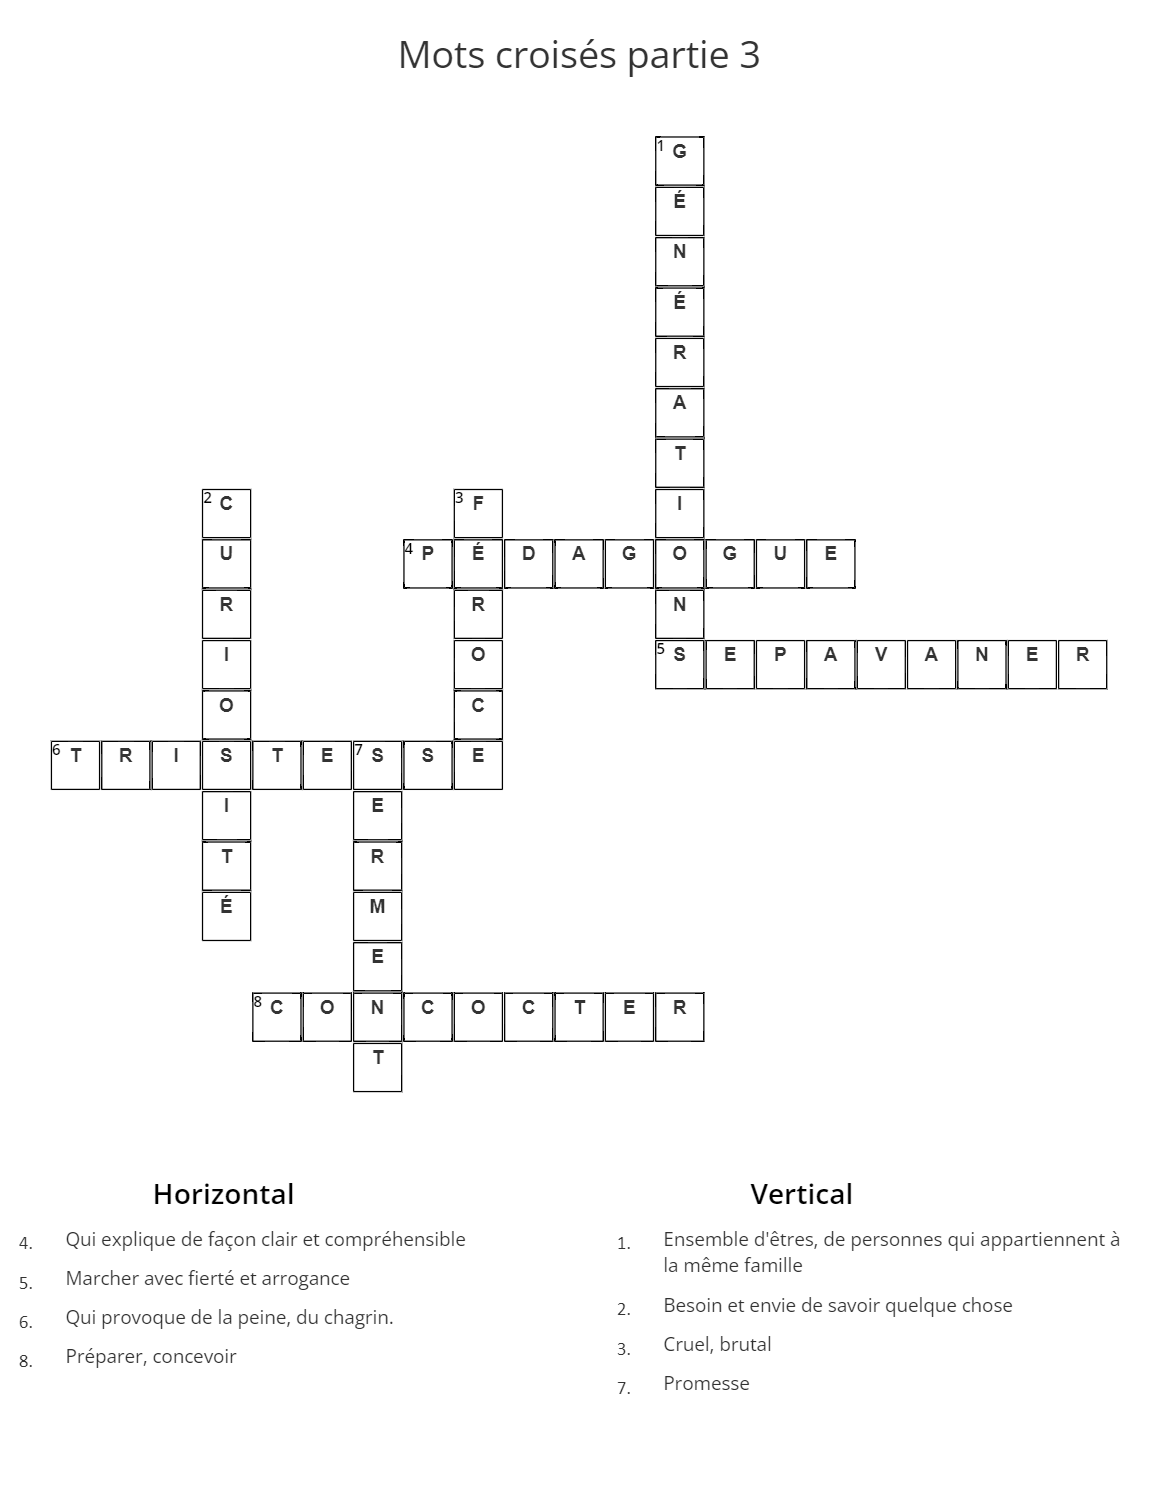 Mots croisés partie 3
1 G
É
N
É
R
A
T
2 C 3 F I
U 4 P É D A G O G U E
R R N
I O 5 S E P A V A N E R
O C
6 T R I S T E 7 S S E
I E
T R
É M
E
8 C O N C O C T E R
T
Horizontal
4. Qui explique de façon clair et compréhensible
5. Marcher avec fierté et arrogance
6. Qui provoque de la peine, du chagrin.
8. Préparer, concevoir
Vertical
1. Ensemble d'êtres, de personnes qui appartiennent à
la même famille
2. Besoin et envie de savoir quelque chose
3. Cruel, brutal
7. Promesse